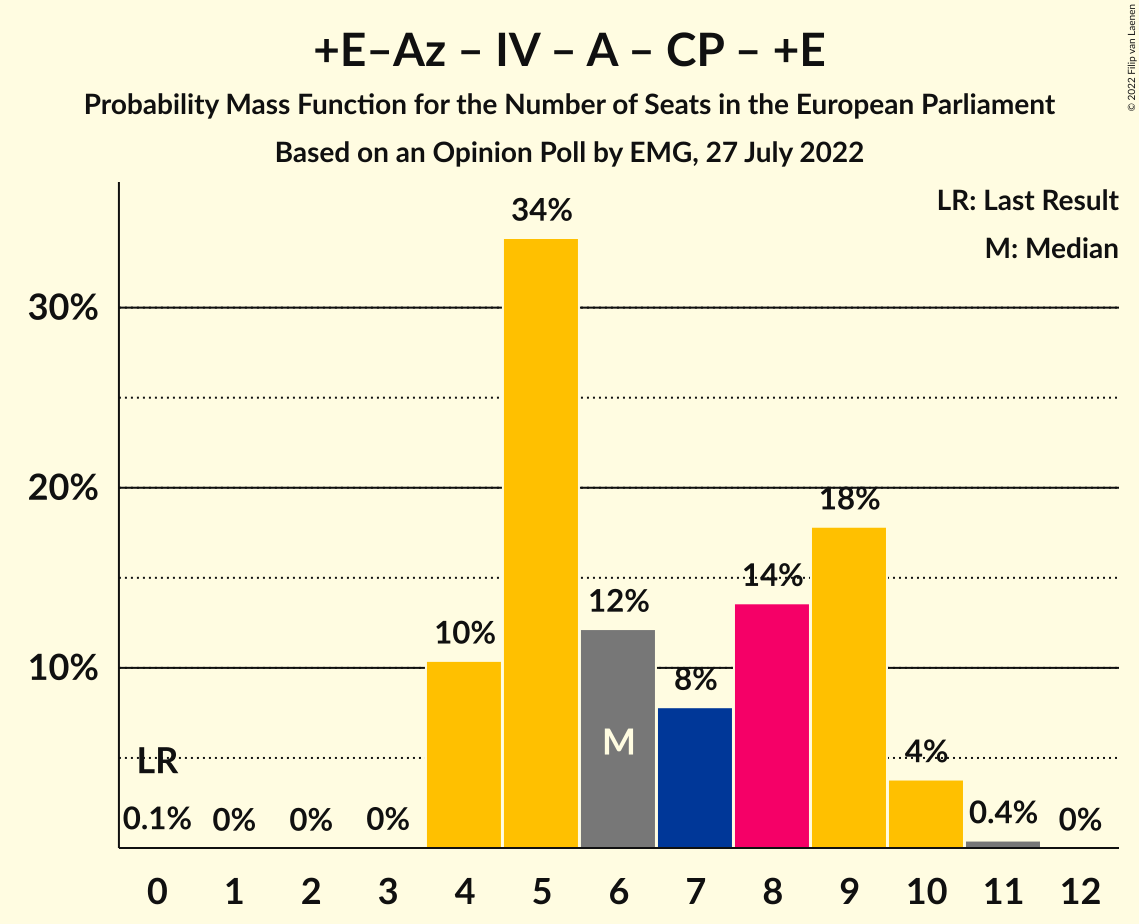 +E–Az – IV – A – CP – +E
Probability Mass Function for the Number of Seats in the European Parliament
Based on an Opinion Poll by EMG, 27 July 2022
© 2022 Filip van Laenen
LR: Last Result
M: Median
34%
30%
20%
18%
14%
12%
10%
10%
8%
M
LR
4%
0.1% 0% 0% 0% 0.4% 0%
0 1 2 3 4 5 6 7 8 9 10 11 12